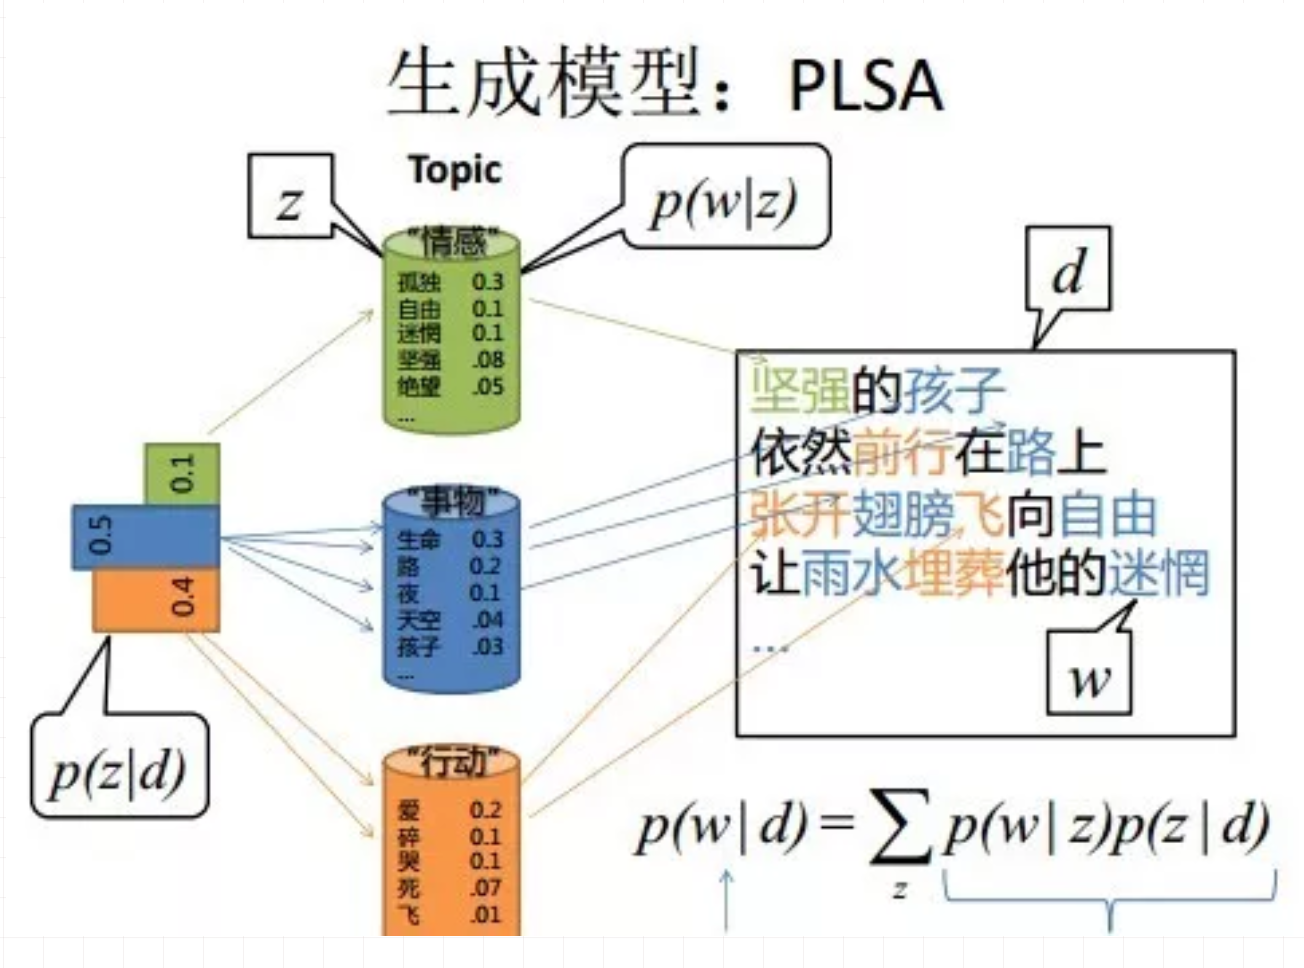 生成模型：PLSA
Topic
z
p(w|z)
"情感"
孤独 0.3
自由 0.1
迷惘 0.1
坚强 .08
绝望 .05
...
0.1
0.5
0.4
p(z|d)
"事物"
生命 0.3
路 0.2
夜 0.1
天空 .04
孩子 .03
...
"行动"
爱 0.2
碎 0.1
哭 0.1
死 .07
飞 .01
d
坚强的孩子
依然前行在路上
张开翅膀飞向自由
让雨水埋葬他的迷惘
...
w
p(w|d)=∑p(w|z)p(z|d)
z